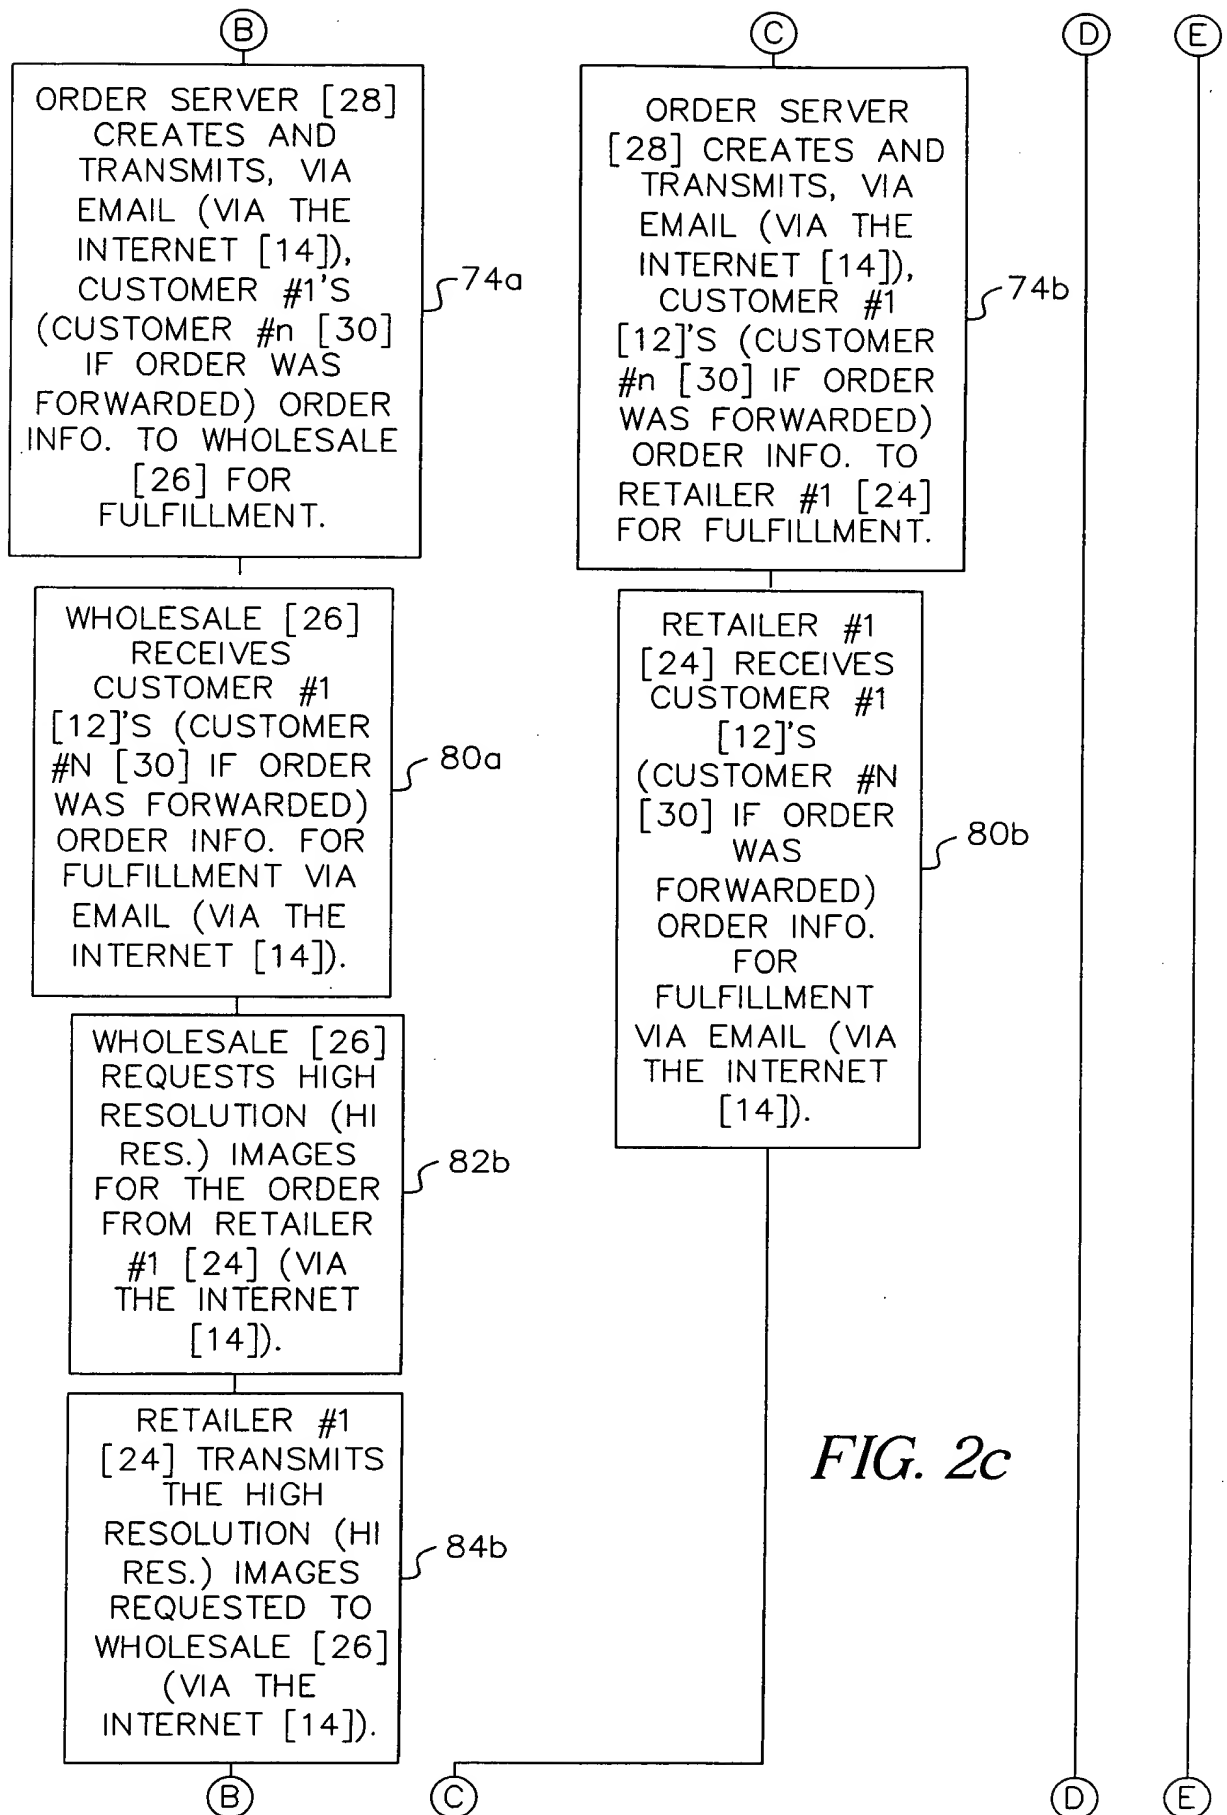 B
C
D
E
ORDER SERVER [28]
CREATES AND
TRANSMITS, VIA
EMAIL (VIA THE
INTERNET [14]),
CUSTOMER #1'S
(CUSTOMER #n [30]
IF ORDER WAS
FORWARDED) ORDER
INFO. TO WHOLESALE
[26] FOR
FULFILLMENT.
74a
ORDER SERVER
[28] CREATES AND
TRANSMITS, VIA
EMAIL (VIA THE
INTERNET [14]),
CUSTOMER #1
[12]'S (CUSTOMER
#n [30] IF ORDER
WAS FORWARDED)
ORDER INFO. TO
RETAILER #1 [24]
FOR FULFILLMENT.
74b
WHOLESALE [26]
RECEIVES
CUSTOMER #1
[12]'S (CUSTOMER
#N [30] IF ORDER
WAS FORWARDED)
ORDER INFO. FOR
FULFILLMENT VIA
EMAIL (VIA THE
INTERNET [14]).
80a
RETAILER #1
[24] RECEIVES
CUSTOMER #1
[12]'S
(CUSTOMER #N
[30] IF ORDER
WAS
FORWARDED)
ORDER INFO.
FOR
FULFILLMENT
VIA EMAIL (VIA
THE INTERNET
[14]).
80b
WHOLESALE [26]
REQUESTS HIGH
RESOLUTION (HI
RES.) IMAGES
FOR THE ORDER
FROM RETAILER
#1 [24] (VIA
THE INTERNET
[14]).
82b
RETAILER #1
[24] TRANSMITS
THE HIGH
RESOLUTION (HI
RES.) IMAGES
REQUESTED TO
WHOLESALE [26]
(VIA THE
INTERNET [14]).
84b
FIG. 2c
B
C
D
E